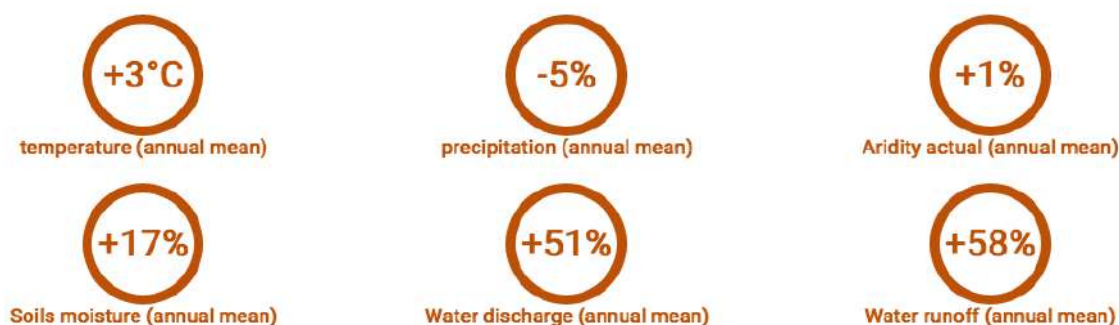 +3°C
-5%
+1%
temperature (annual mean)
precipitation (annual mean)
Aridity actual (annual mean)
+17%
+51%
+58%
Soils moisture (annual mean)
Water discharge (annual mean)
Water runoff (annual mean)